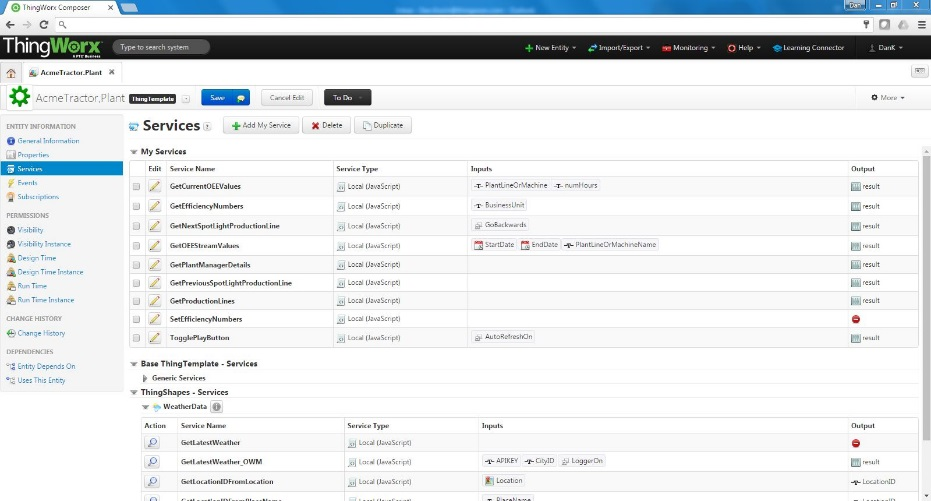 ThingWorx Composer
Dan
ThingWorx
A PTC Business
Type to search system
New Entity
Import/Export
Monitoring
Help
Learning Connector
DanK
AcmeTractor.Plant
AcmeTractor.Plant ThingTemplate Save Cancel Edit To Do More
ENTITY INFORMATION
General Information
Properties
Services
Events
Subscriptions
PERMISSIONS
Visibility
Visibility Instance
Design Time
Design Time Instance
Run Time
Run Time Instance
CHANGE HISTORY
Change History
DEPENDENCIES
Entity Depends On
Uses This Entity
Services Add My Service Delete Duplicate
My Services
Edit Service Name Service Type Inputs Output
GetCurrentOEEValues Local (JavaScript) PlantLineOrMachine numHours result
GetEfficiencyNumbers Local (JavaScript) BusinessUnit result
GetNextSpotLightProductionLine Local (JavaScript) GoBackwards result
GetOEEStreamValues Local (JavaScript) StartDate EndDate PlantLineOrMachineName result
GetPlantManagerDetails Local (JavaScript) result
GetPreviousSpotLightProductionLine Local (JavaScript) result
GetProductionLines Local (JavaScript) result
SetEfficiencyNumbers Local (JavaScript)
TogglePlayButton Local (JavaScript) AutoRefreshOn result
Base ThingTemplate - Services
Generic Services
ThingShapes - Services
WeatherData
Action Service Name Service Type Inputs Output
GetLatestWeather Local (JavaScript)
GetLatestWeather_OWM Local (JavaScript) APIKEY CityID LoggerOn result
GetLocationIDFromLocation Local (JavaScript) Location LocationID
PlaceName